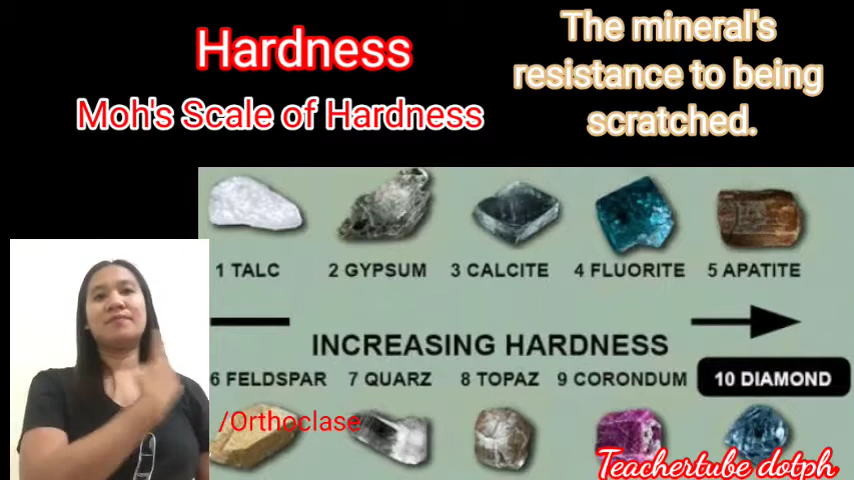 Hardness
Moh's Scale of Hardness
The mineral's
resistance to being
scratched.
1 TALC
2 GYPSUM
3 CALCITE
4 FLUORITE
5 APATITE
INCREASING HARDNESS
6 FELDSPAR
7 QUARZ
8 TOPAZ
9 CORONDUM
10 DIAMOND
/Orthoclase
Teachertube dotph